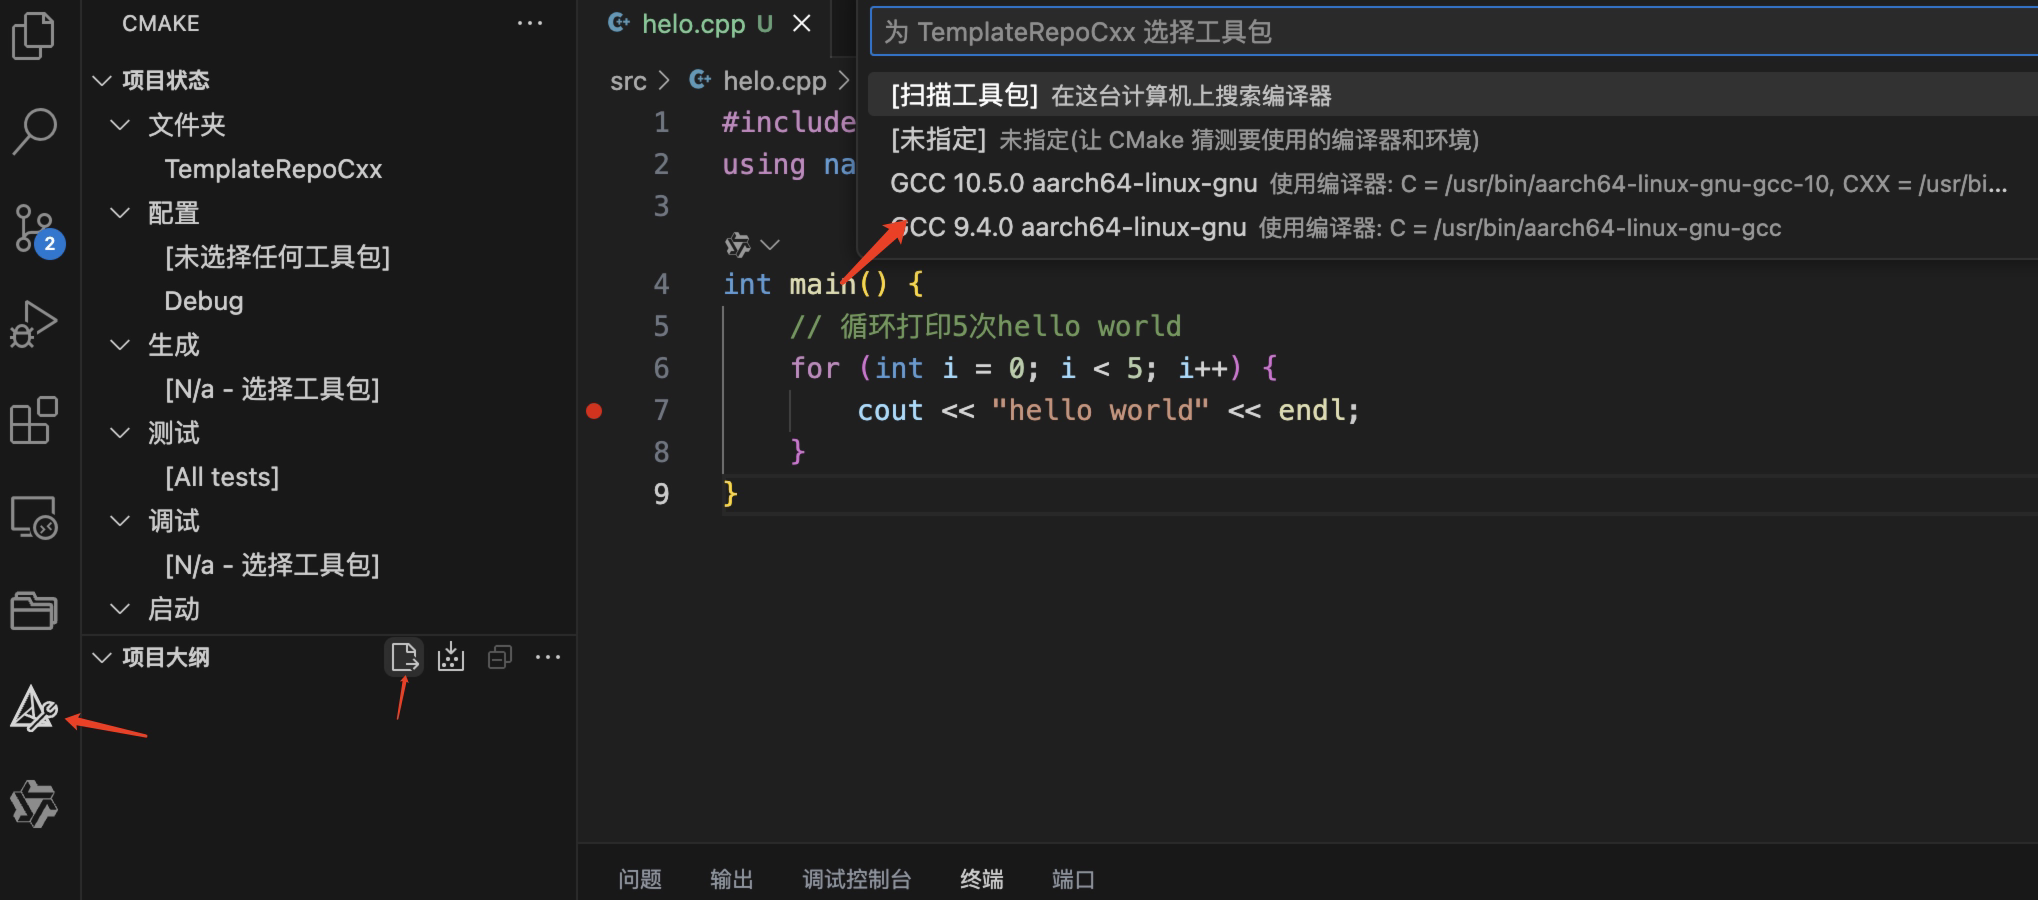 CMAKE
项目状态
文件夹
TemplateRepoCxx
配置
[未选择任何工具包]
Debug
生成
[N/a - 选择工具包]
测试
[All tests]
调试
[N/a - 选择工具包]
启动
项目大纲
2
helo.cpp U
src > helo.cpp >
为 TemplateRepoCxx 选择工具包
[扫描工具包] 在这台计算机上搜索编译器
[未指定] 未指定(让 CMake 猜测要使用的编译器和环境)
GCC 10.5.0 aarch64-linux-gnu 使用编译器: C = /usr/bin/aarch64-linux-gnu-gcc-10, CXX = /usr/bi...
GCC 9.4.0 aarch64-linux-gnu 使用编译器: C = /usr/bin/aarch64-linux-gnu-gcc
1 #include
2 using na
3
4 int main() {
5 // 循环打印5次hello world
6 for (int i = 0; i < 5; i++) {
7 cout << "hello world" << endl;
8 }
9 }
问题 输出 调试控制台 终端 端口